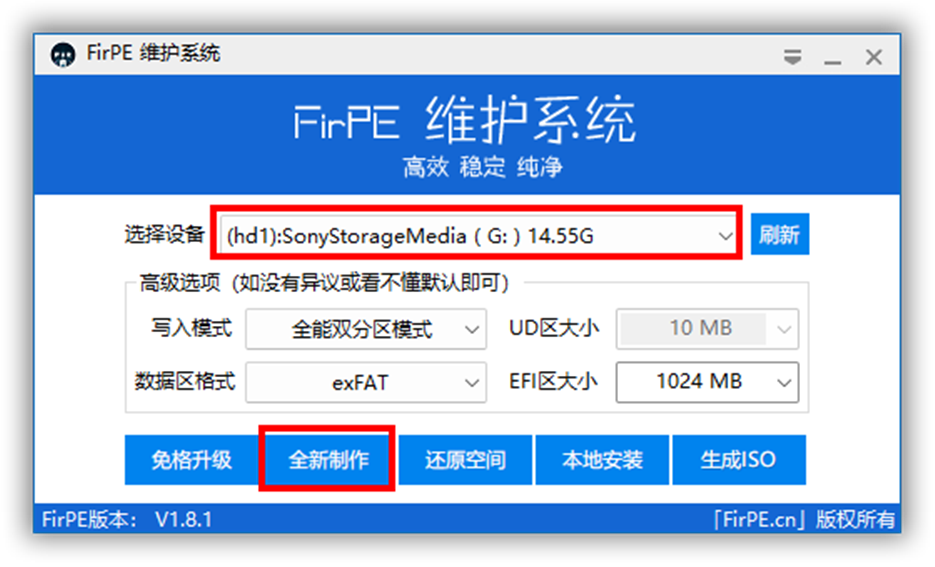 FirPE 维护系统
FirPE 维护系统
高效 稳定 纯净
选择设备 (hd1):SonyStorageMedia ( G: ) 14.55G 刷新
高级选项（如没有异议或看不懂默认即可）
写入模式 全能双分区模式 UD区大小 10 MB
数据区格式 exFAT EFI区大小 1024 MB
免格升级 全新制作 还原空间 本地安装 生成ISO
FirPE版本： V1.8.1 「FirPE.cn」版权所有